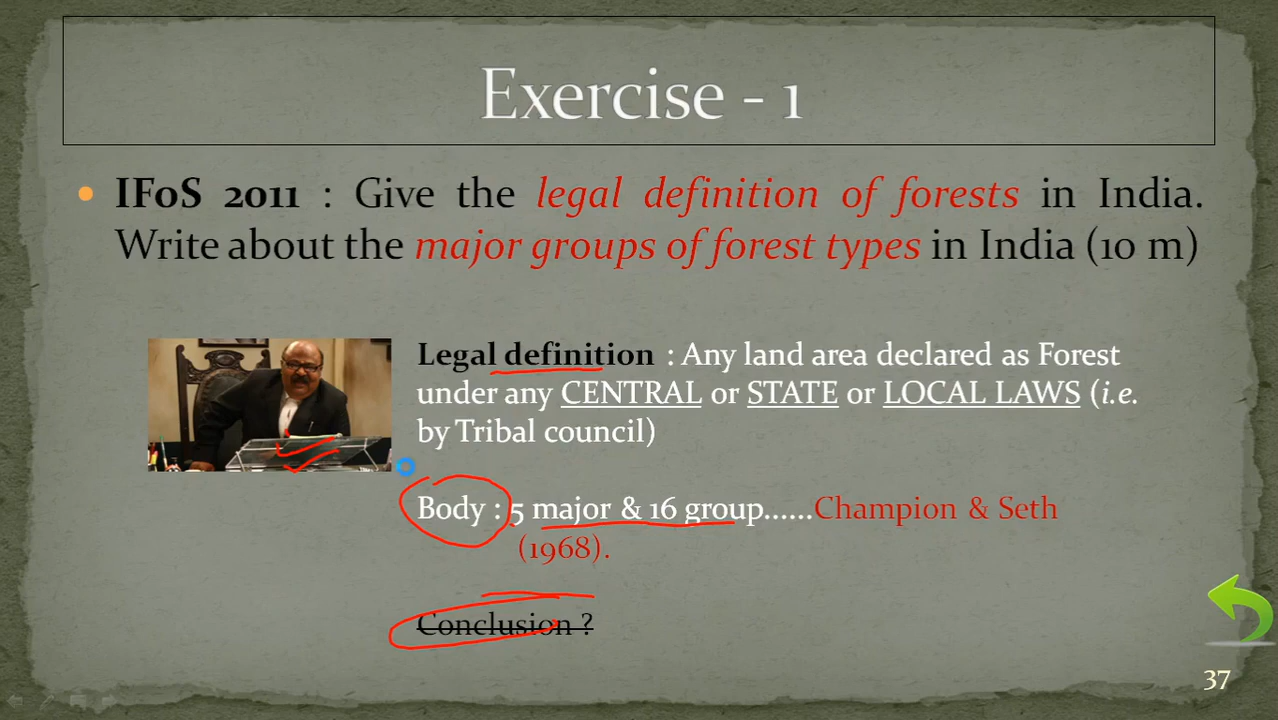 Exercise - 1
• IFoS 2011 : Give the legal definition of forests in India.
Write about the major groups of forest types in India (10 m)
Legal definition : Any land area declared as Forest
under any CENTRAL or STATE or LOCAL LAWS (i.e.
by Tribal council)
Body : 5 major & 16 group......Champion & Seth
(1968).
Conclusion ?
37